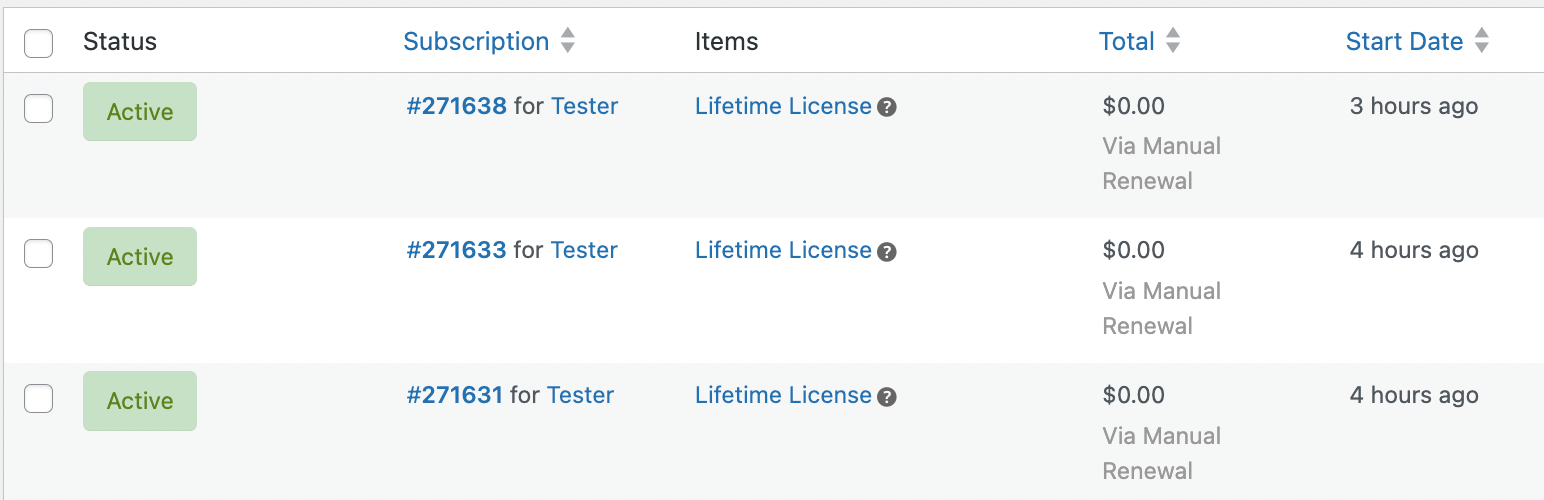 Status Subscription Items Total Start Date
Active #271638 for Tester Lifetime License ? $0.00 3 hours ago
Via Manual
Renewal
Active #271633 for Tester Lifetime License ? $0.00 4 hours ago
Via Manual
Renewal
Active #271631 for Tester Lifetime License ? $0.00 4 hours ago
Via Manual
Renewal